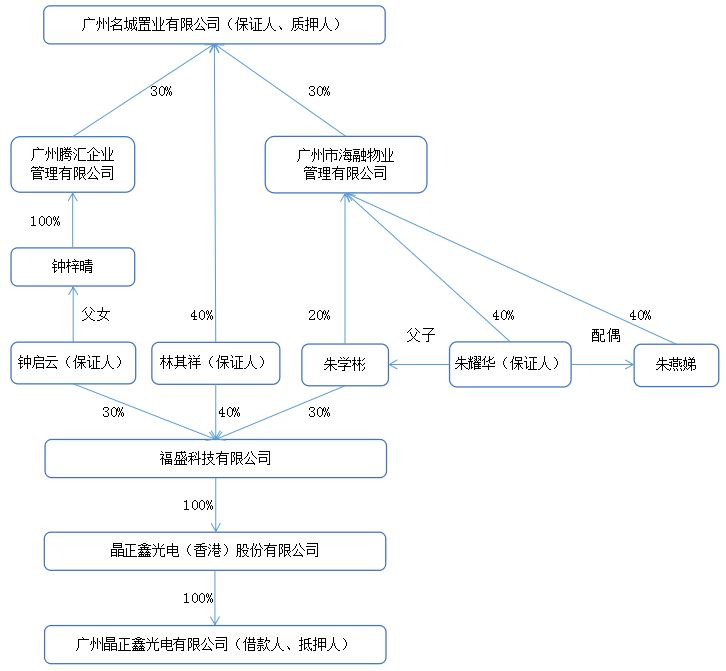 广州名城置业有限公司（保证人、质押人）
30%
30%
广州腾汇企业
管理有限公司
广州市海融物业
管理有限公司
100%
钟梓晴
父女
40%
20%
40%
40%
父子
配偶
钟启云（保证人）
林其祥（保证人）
朱学彬
朱耀华（保证人）
朱燕娣
30%
40%
30%
福盛科技有限公司
100%
晶正鑫光电（香港）股份有限公司
100%
广州晶正鑫光电有限公司（借款人、抵押人）